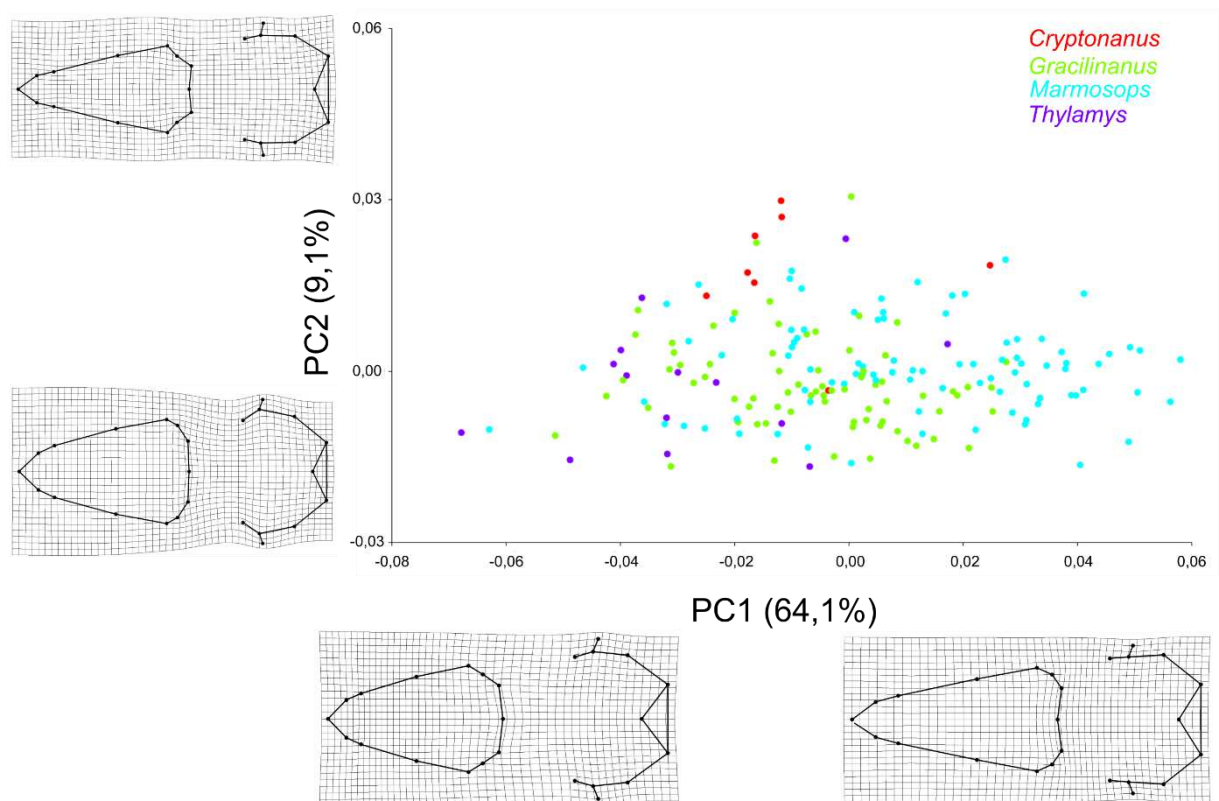 0,06
Cryptonanus
Gracilinanus
Marmosops
Thylamys
0,03
PC2 (9,1%)
0,00
-0,03
-0,08 -0,06 -0,04 -0,02 0,00 0,02 0,04 0,06
PC1 (64,1%)